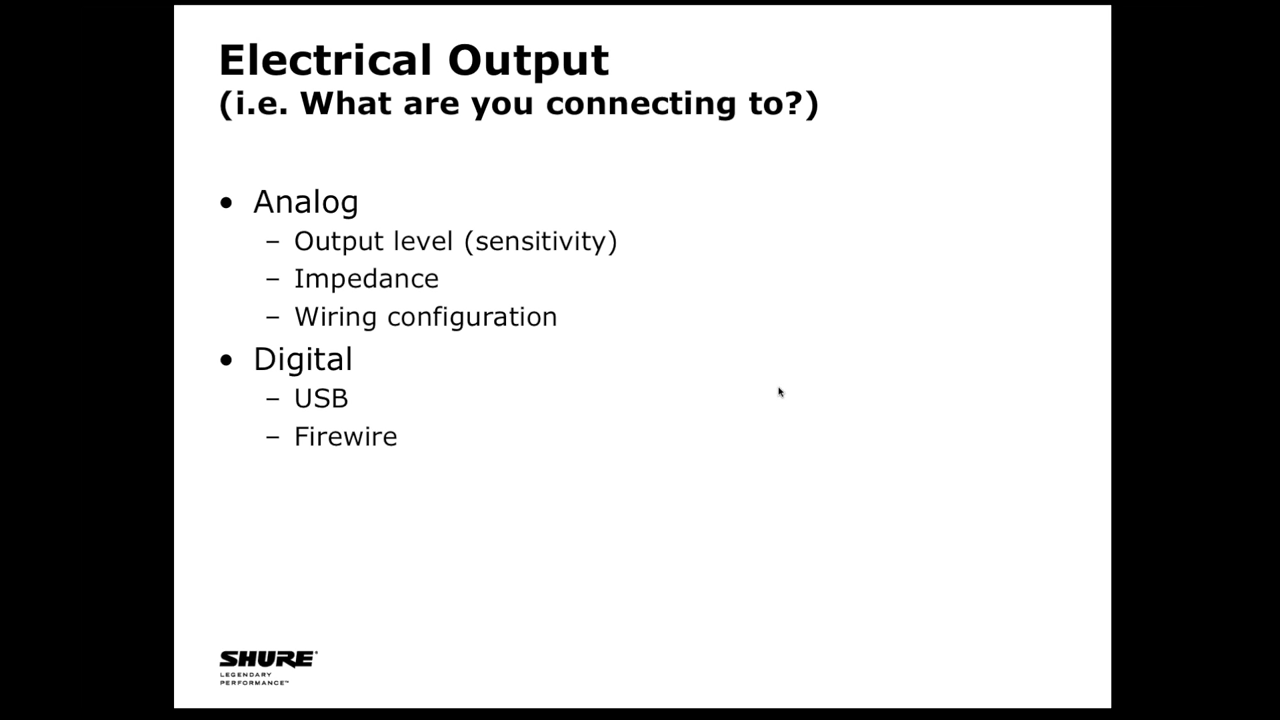 Electrical Output
(i.e. What are you connecting to?)
• Analog
– Output level (sensitivity)
– Impedance
– Wiring configuration
• Digital
– USB
– Firewire
SHURE
LEGENDARY
PERFORMANCE™